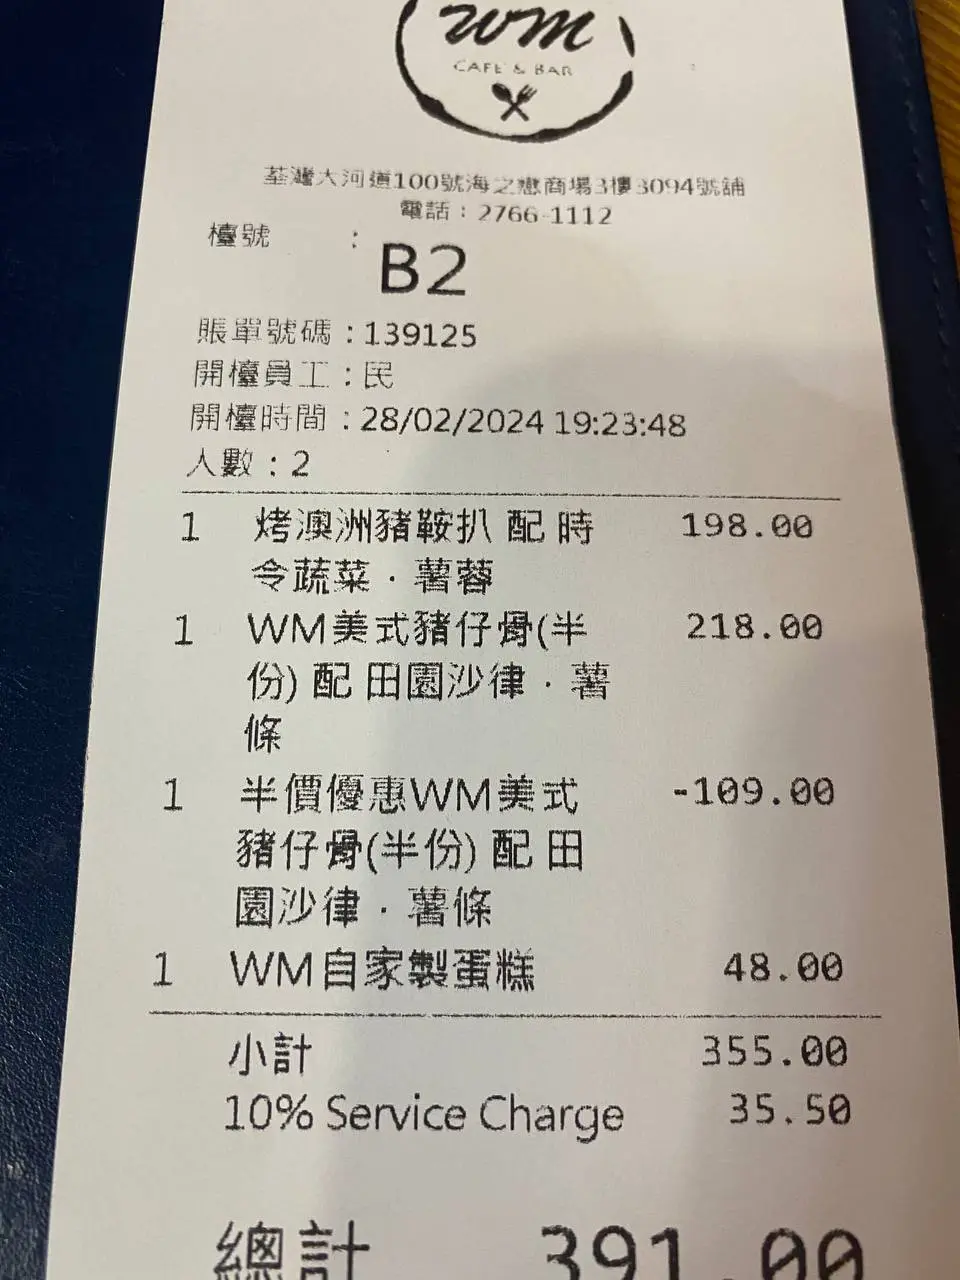 wm
CAFE & BAR
荃灣大河道100號海之戀商場3樓3094號舖
電話：2766-1112
檯號 :
B2
賬單號碼：139125
開檯員工：民
開檯時間：28/02/2024 19:23:48
人數：2
1 烤澳洲豬鞍扒 配 時 198.00
令蔬菜．薯蓉
1 WM美式豬仔骨(半 218.00
份) 配 田園沙律．薯
條
1 半價優惠WM美式 -109.00
豬仔骨(半份) 配 田
園沙律．薯條
1 WM自家製蛋糕 48.00
小計 355.00
10% Service Charge 35.50
總計 391.00